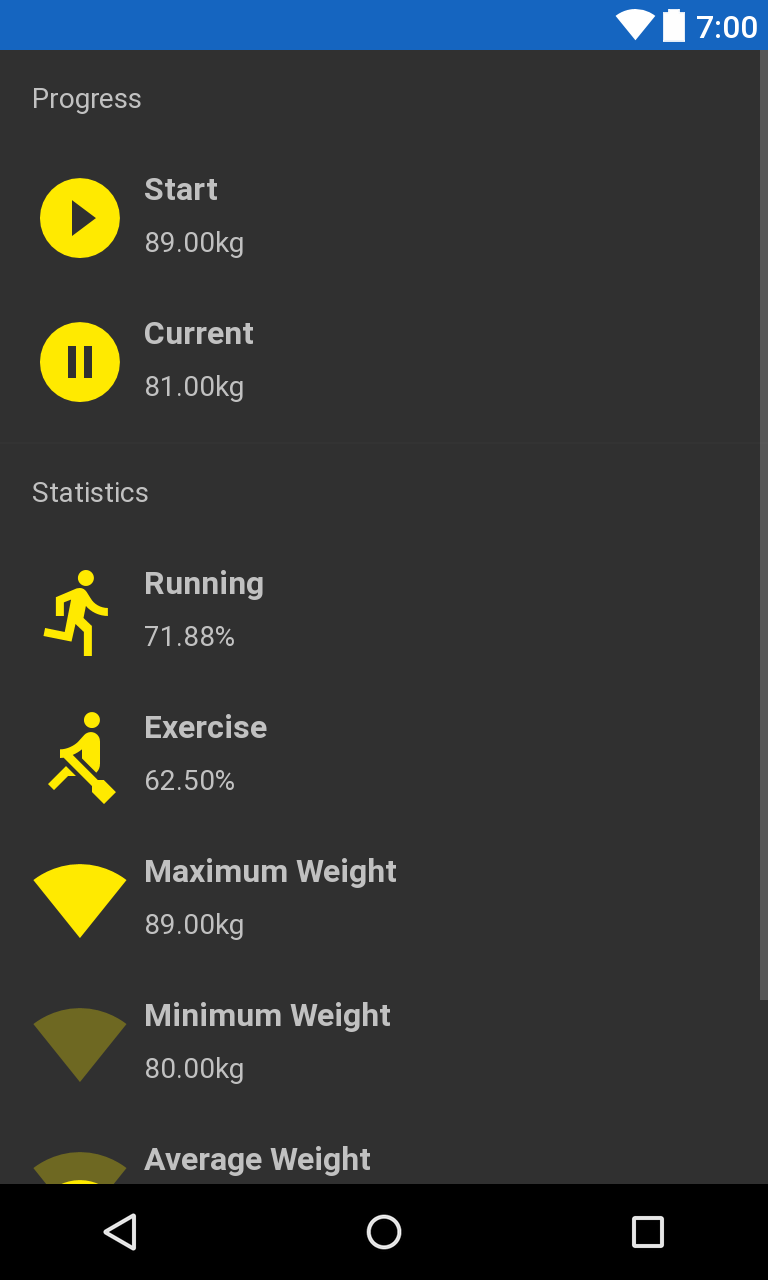 7:00
Progress
Start
89.00kg
Current
81.00kg
Statistics
Running
71.88%
Exercise
62.50%
Maximum Weight
89.00kg
Minimum Weight
80.00kg
Average Weight